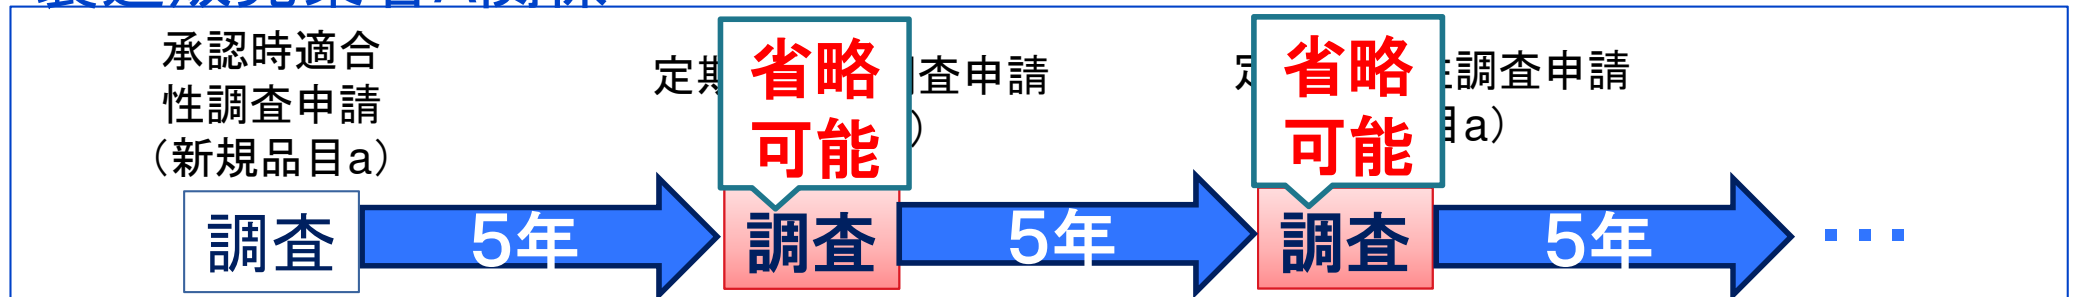 承認時適合
性調査申請
（新規品目a）
定期
査申請
）
性調査申請
目a）
省略
可能
省略
可能
調査
5年
調査
5年
調査
5年
・・・